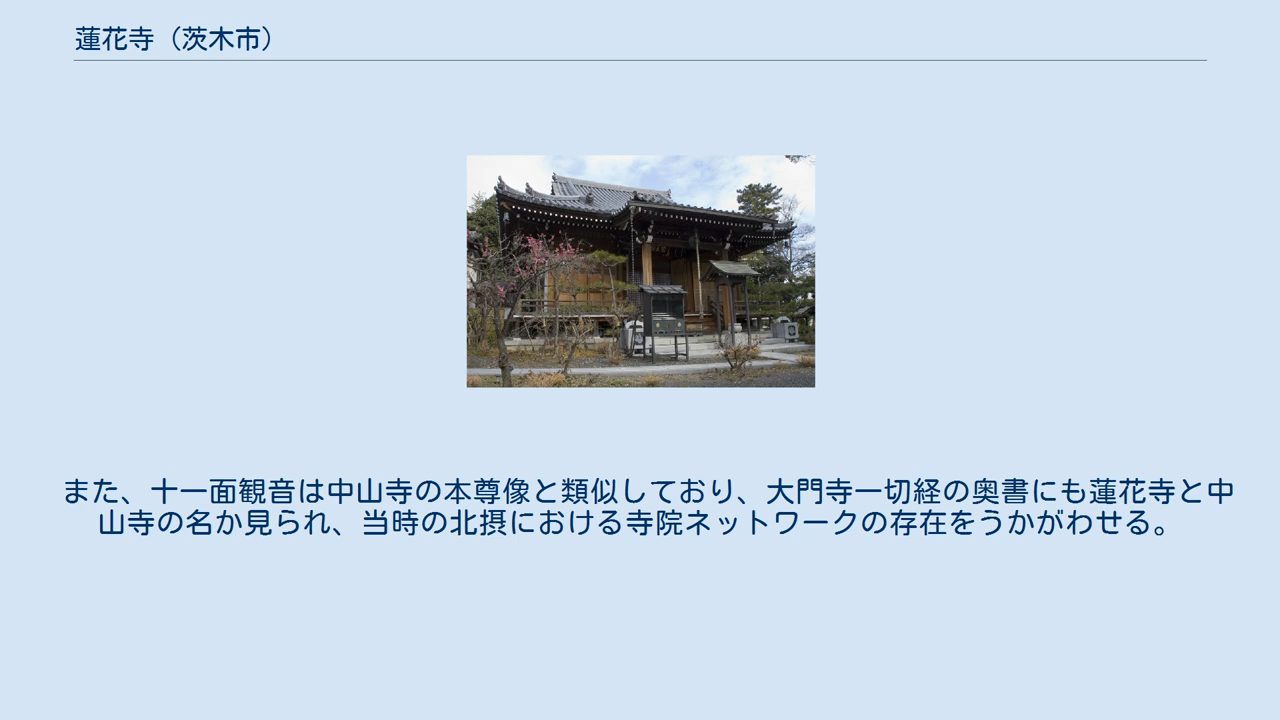 蓮花寺（茨木市）
また、十一面観音は中山寺の本尊像と類似しており、大門寺一切経の奥書にも蓮花寺と中
山寺の名か見られ、当時の北摂における寺院ネットワークの存在をうかがわせる。